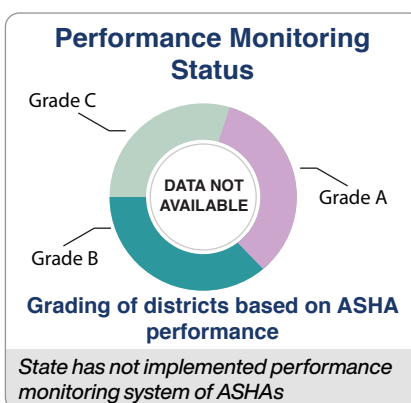 Performance Monitoring
Status
Grade C
DATA NOT
AVAILABLE
Grade A
Grade B
Grading of districts based on ASHA
performance
State has not implemented performance
monitoring system of ASHAs